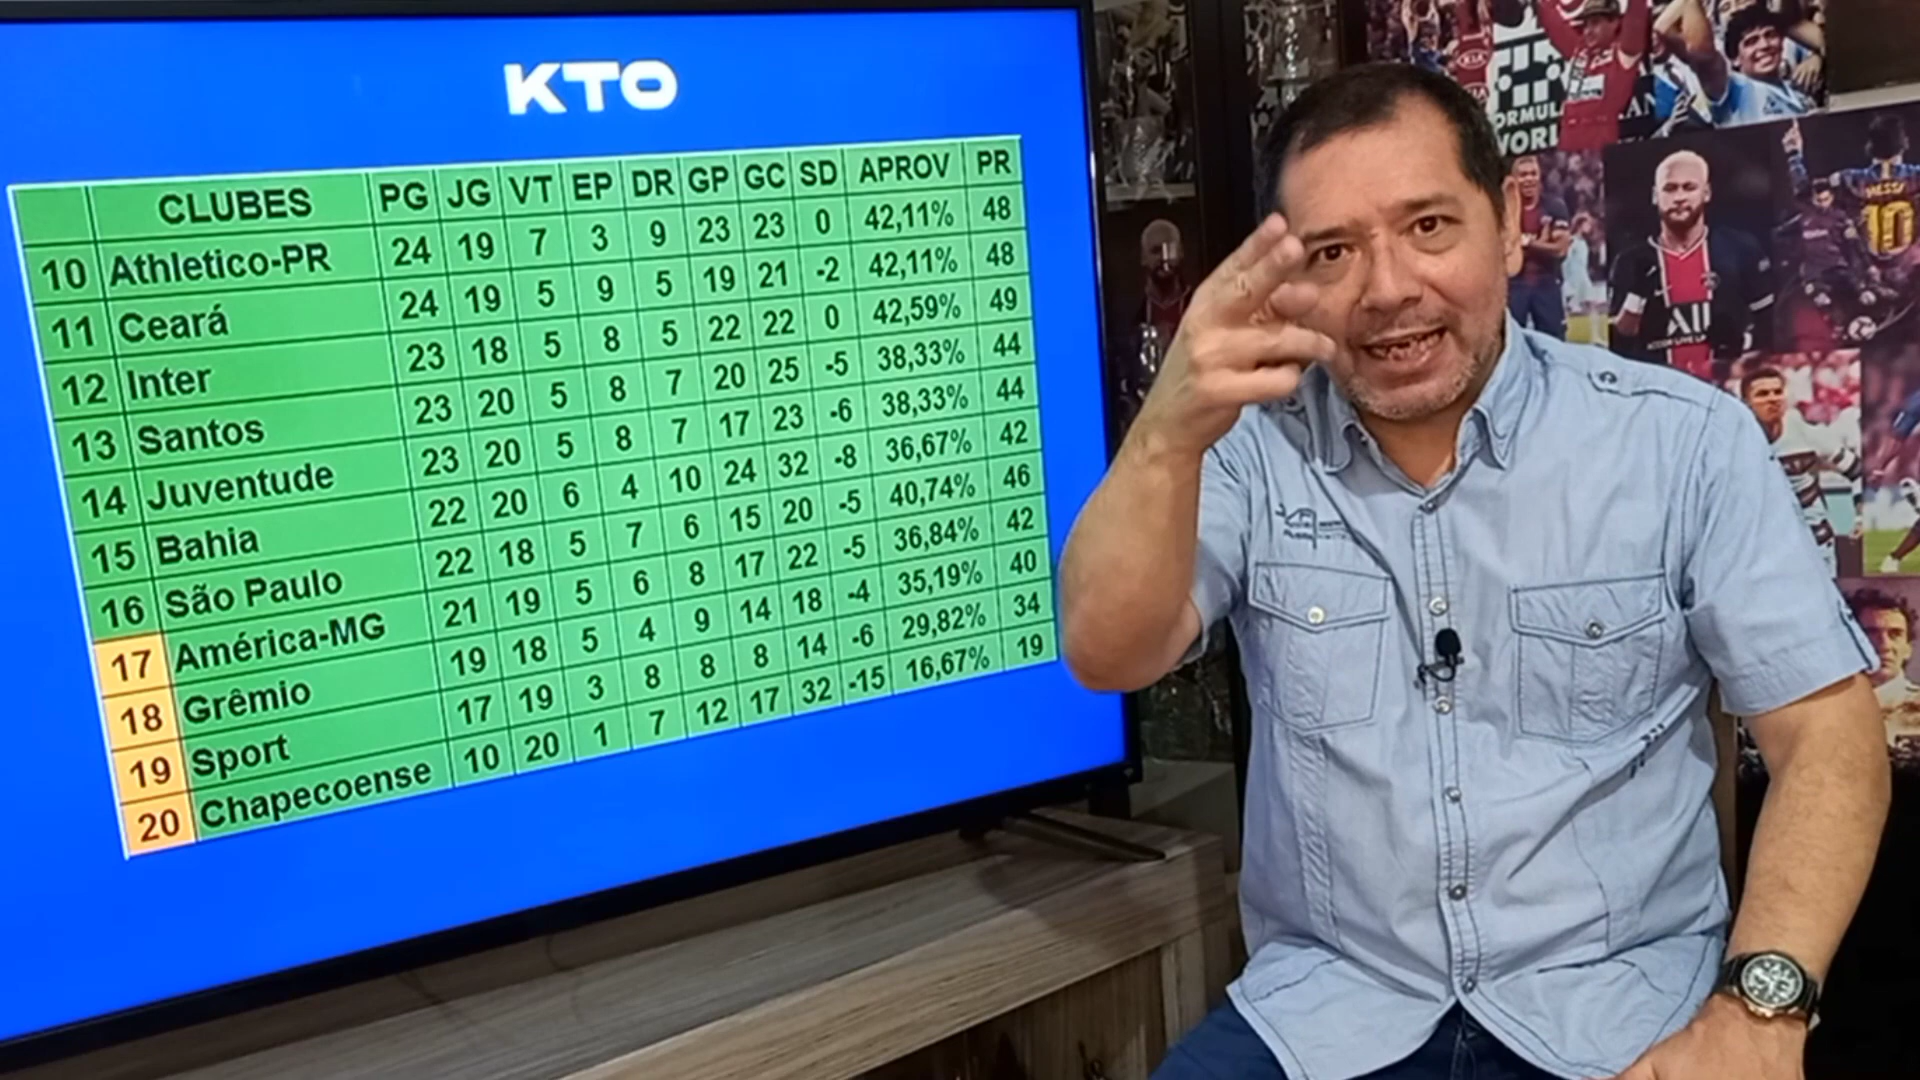 KTO
CLUBES PG JG VT EP DR GP GC SD APROV PR
10 Athletico-PR 24 19 7 3 9 23 23 0 42,11% 48
11 Ceará 24 19 5 9 5 19 21 -2 42,11% 48
12 Inter 23 18 5 8 5 22 22 0 42,59% 49
13 Santos 23 20 5 8 7 20 25 -5 38,33% 44
14 Juventude 23 20 5 8 7 17 23 -6 38,33% 44
15 Bahia 22 20 6 4 10 24 32 -8 36,67% 42
16 São Paulo 22 18 5 7 6 15 20 -5 40,74% 46
17 América-MG 21 19 5 6 8 17 22 -5 36,84% 42
18 Grêmio 19 18 5 4 9 14 18 -4 35,19% 40
19 Sport 17 19 3 8 8 8 14 -6 29,82% 34
20 Chapecoense 10 20 1 7 12 17 32 -15 16,67% 19
KIA
FORMUL
WORL
MESSI
10
ALL